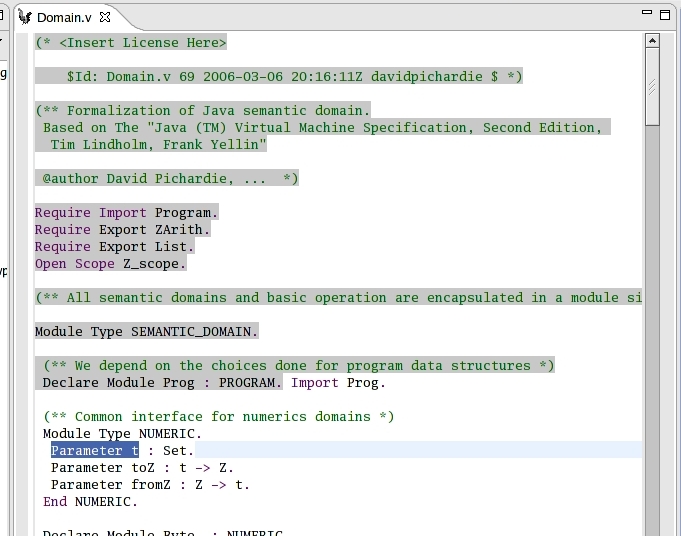 Domain.v
(* <Insert License Here>
$Id: Domain.v 69 2006-03-06 20:16:11Z davidpichardie $ *)
(** Formalization of Java semantic domain.
Based on The "Java (TM) Virtual Machine Specification, Second Edition,
Tim Lindholm, Frank Yellin"
@author David Pichardie, ...  *)
Require Import Program.
Require Export ZArith.
Require Export List.
Open Scope Z_scope.
(** All semantic domains and basic operation are encapsulated in a module si
Module Type SEMANTIC_DOMAIN.
(** We depend on the choices done for program data structures *)
Declare Module Prog : PROGRAM. Import Prog.
(** Common interface for numerics domains *)
Module Type NUMERIC.
Parameter t : Set.
Parameter toZ : t -> Z.
Parameter fromZ : Z -> t.
End NUMERIC.
Declare Module Byte : NUMERIC